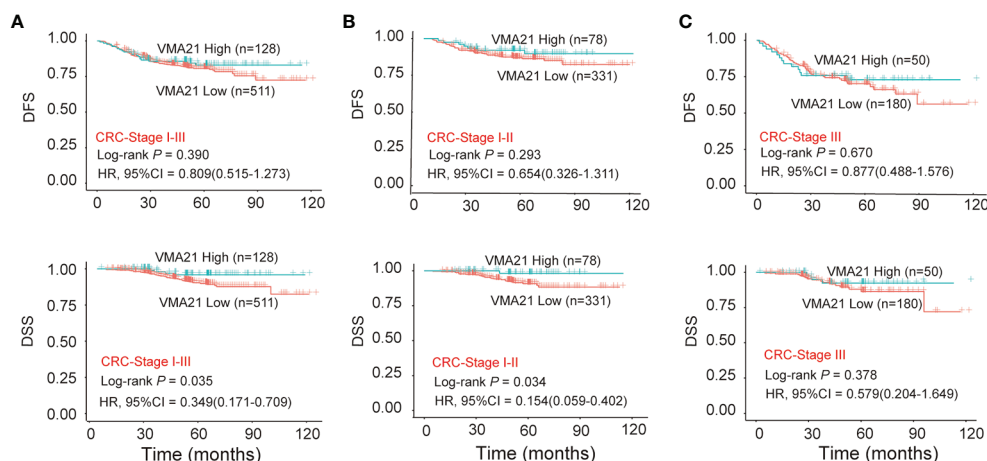 A
DFS
1.00
0.75
0.50
0.25
0.00
VMA21 High (n=128)
VMA21 Low (n=511)
CRC-Stage I-III
Log-rank P = 0.390
HR, 95%CI = 0.809(0.515-1.273)
0 30 60 90 120
B
DFS
1.00
0.75
0.50
0.25
0.00
VMA21 High (n=78)
VMA21 Low (n=331)
CRC-Stage I-II
Log-rank P = 0.293
HR, 95%CI = 0.654(0.326-1.311)
0 30 60 90 120
C
DFS
1.00
0.75
0.50
0.25
0.00
VMA21 High (n=50)
VMA21 Low (n=180)
CRC-Stage III
Log-rank P = 0.670
HR, 95%CI = 0.877(0.488-1.576)
0 30 60 90 120
DSS
1.00
0.75
0.50
0.25
0.00
VMA21 High (n=128)
VMA21 Low (n=511)
CRC-Stage I-III
Log-rank P = 0.035
HR, 95%CI = 0.349(0.171-0.709)
0 30 60 90 120
Time (months)
DSS
1.00
0.75
0.50
0.25
0.00
VMA21 High (n=78)
VMA21 Low (n=331)
CRC-Stage I-II
Log-rank P = 0.034
HR, 95%CI = 0.154(0.059-0.402)
0 30 60 90 120
Time (months)
DSS
1.00
0.75
0.50
0.25
0.00
VMA21 High (n=50)
VMA21 Low (n=180)
CRC-Stage III
Log-rank P = 0.378
HR, 95%CI = 0.579(0.204-1.649)
0 30 60 90 120
Time (months)